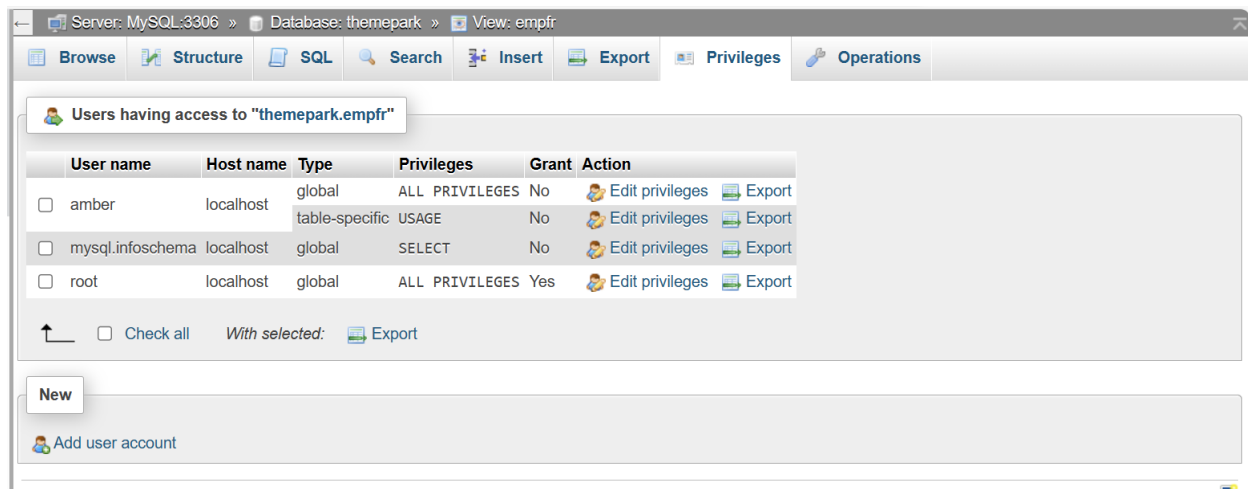 Server: MySQL:3306 » Database: themepark » View: empfr
Browse Structure SQL Search Insert Export Privileges Operations
Users having access to "themepark.empfr"
User name Host name Type Privileges Grant Action
amber localhost global ALL PRIVILEGES No Edit privileges Export
table-specific USAGE No Edit privileges Export
mysql.infoschema localhost global SELECT No Edit privileges Export
root localhost global ALL PRIVILEGES Yes Edit privileges Export
Check all With selected: Export
New
Add user account